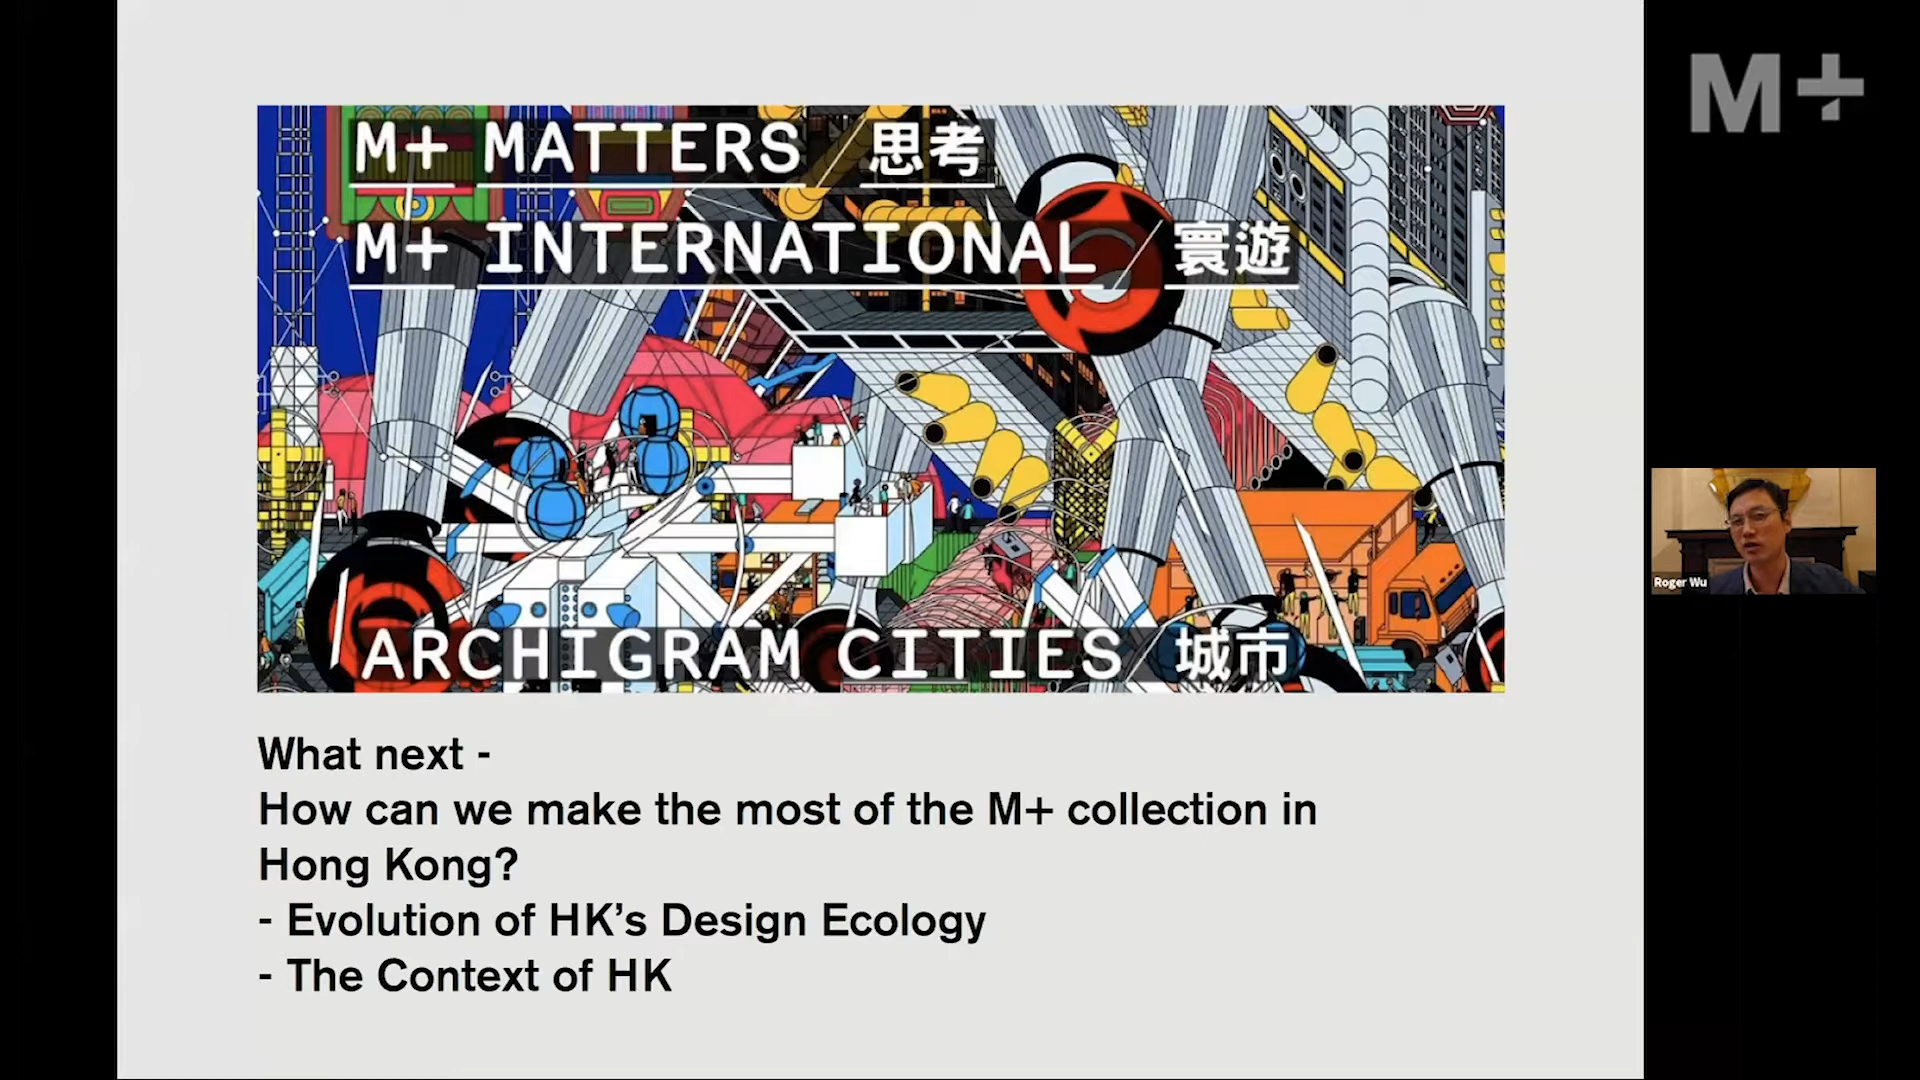 M+ MATTERS / 思考
M+ INTERNATIONAL / 寰遊
ARCHIGRAM CITIES / 城市
What next -
How can we make the most of the M+ collection in
Hong Kong?
- Evolution of HK’s Design Ecology
- The Context of HK
M+
Roger Wu